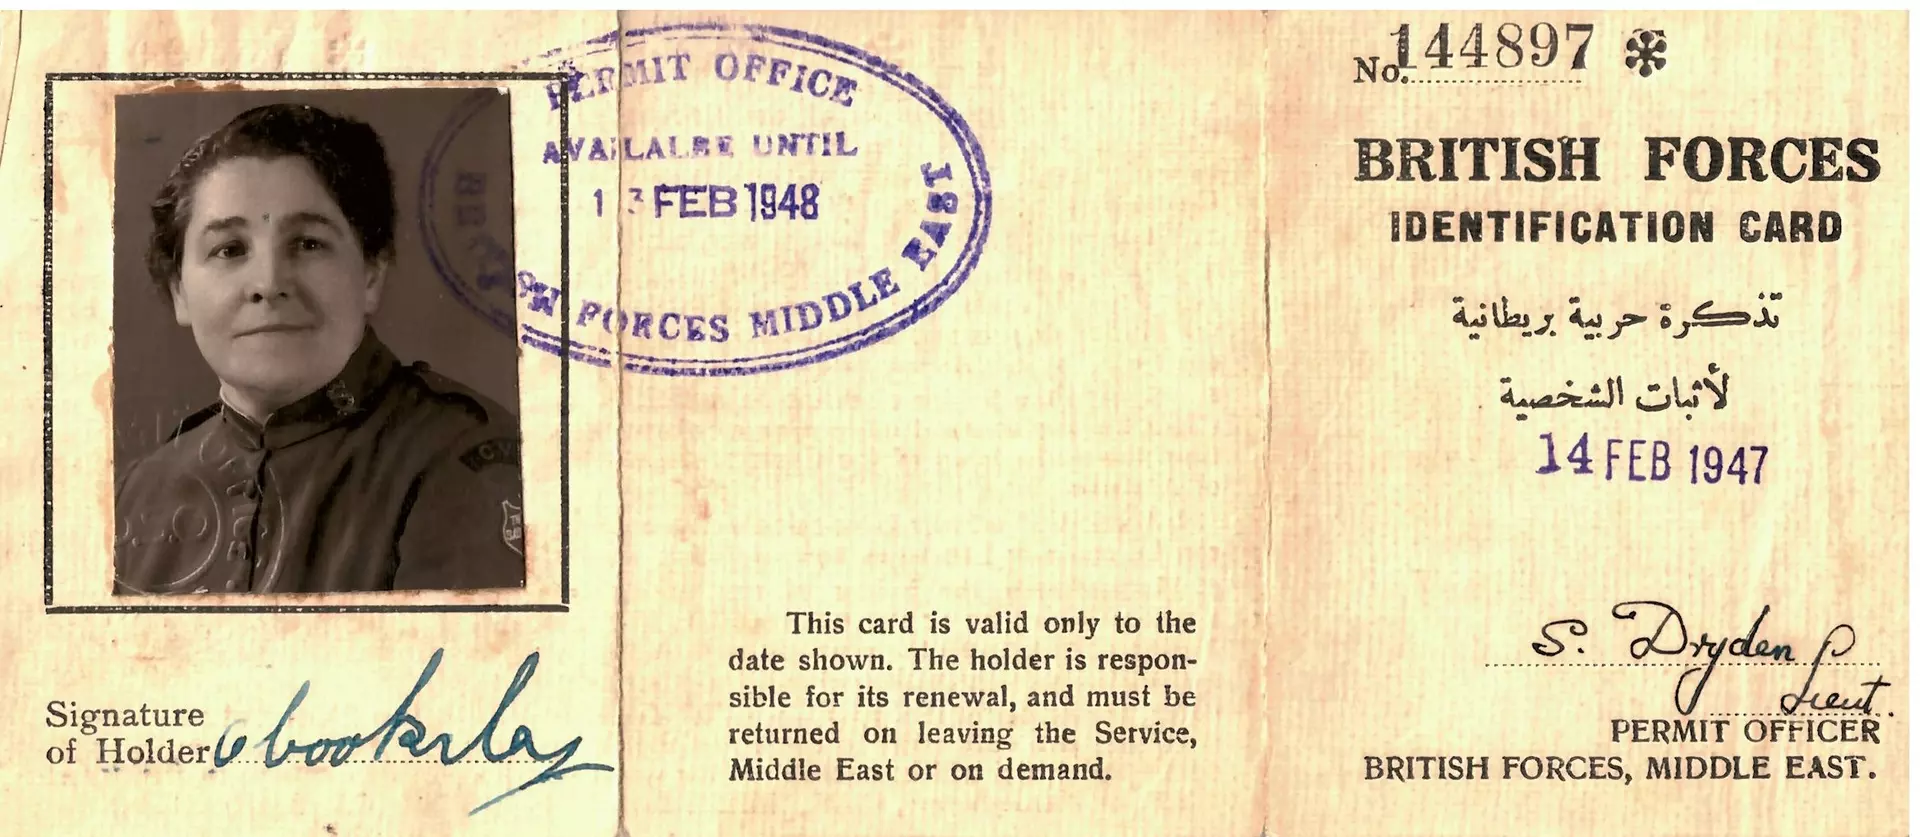 PERMIT OFFICE
AVAILALBE UNTIL
13 FEB 1948
FORCES MIDDLE EAST
Signature
of Holder
This card is valid only to the
date shown. The holder is respon-
sible for its renewal, and must be
returned on leaving the Service,
Middle East or on demand.
No. 144897
BRITISH FORCES
IDENTIFICATION CARD
تذكرة حربية بريطانية
لأثبات الشخصية
14 FEB 1947
S. Dryden
Lieut.
PERMIT OFFICER
BRITISH FORCES, MIDDLE EAST.